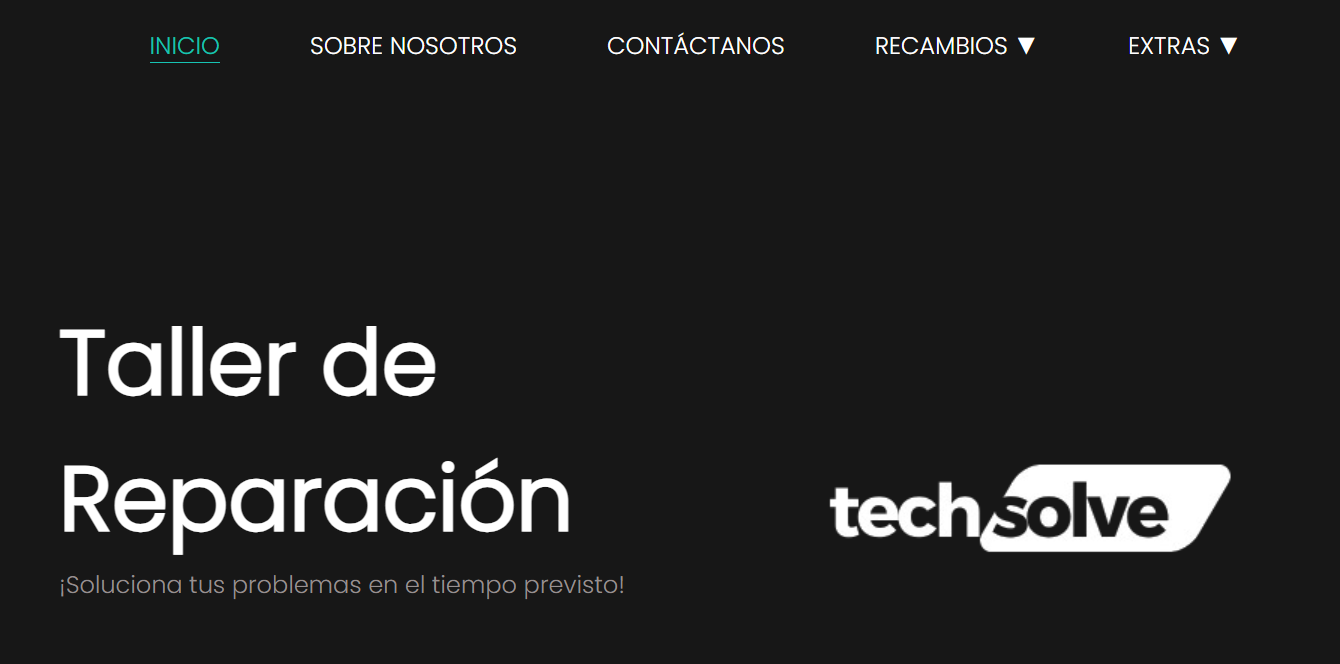 INICIO SOBRE NOSOTROS CONTÁCTANOS RECAMBIOS ▼ EXTRAS ▼
Taller de
Reparación
techsolve
¡Soluciona tus problemas en el tiempo previsto!